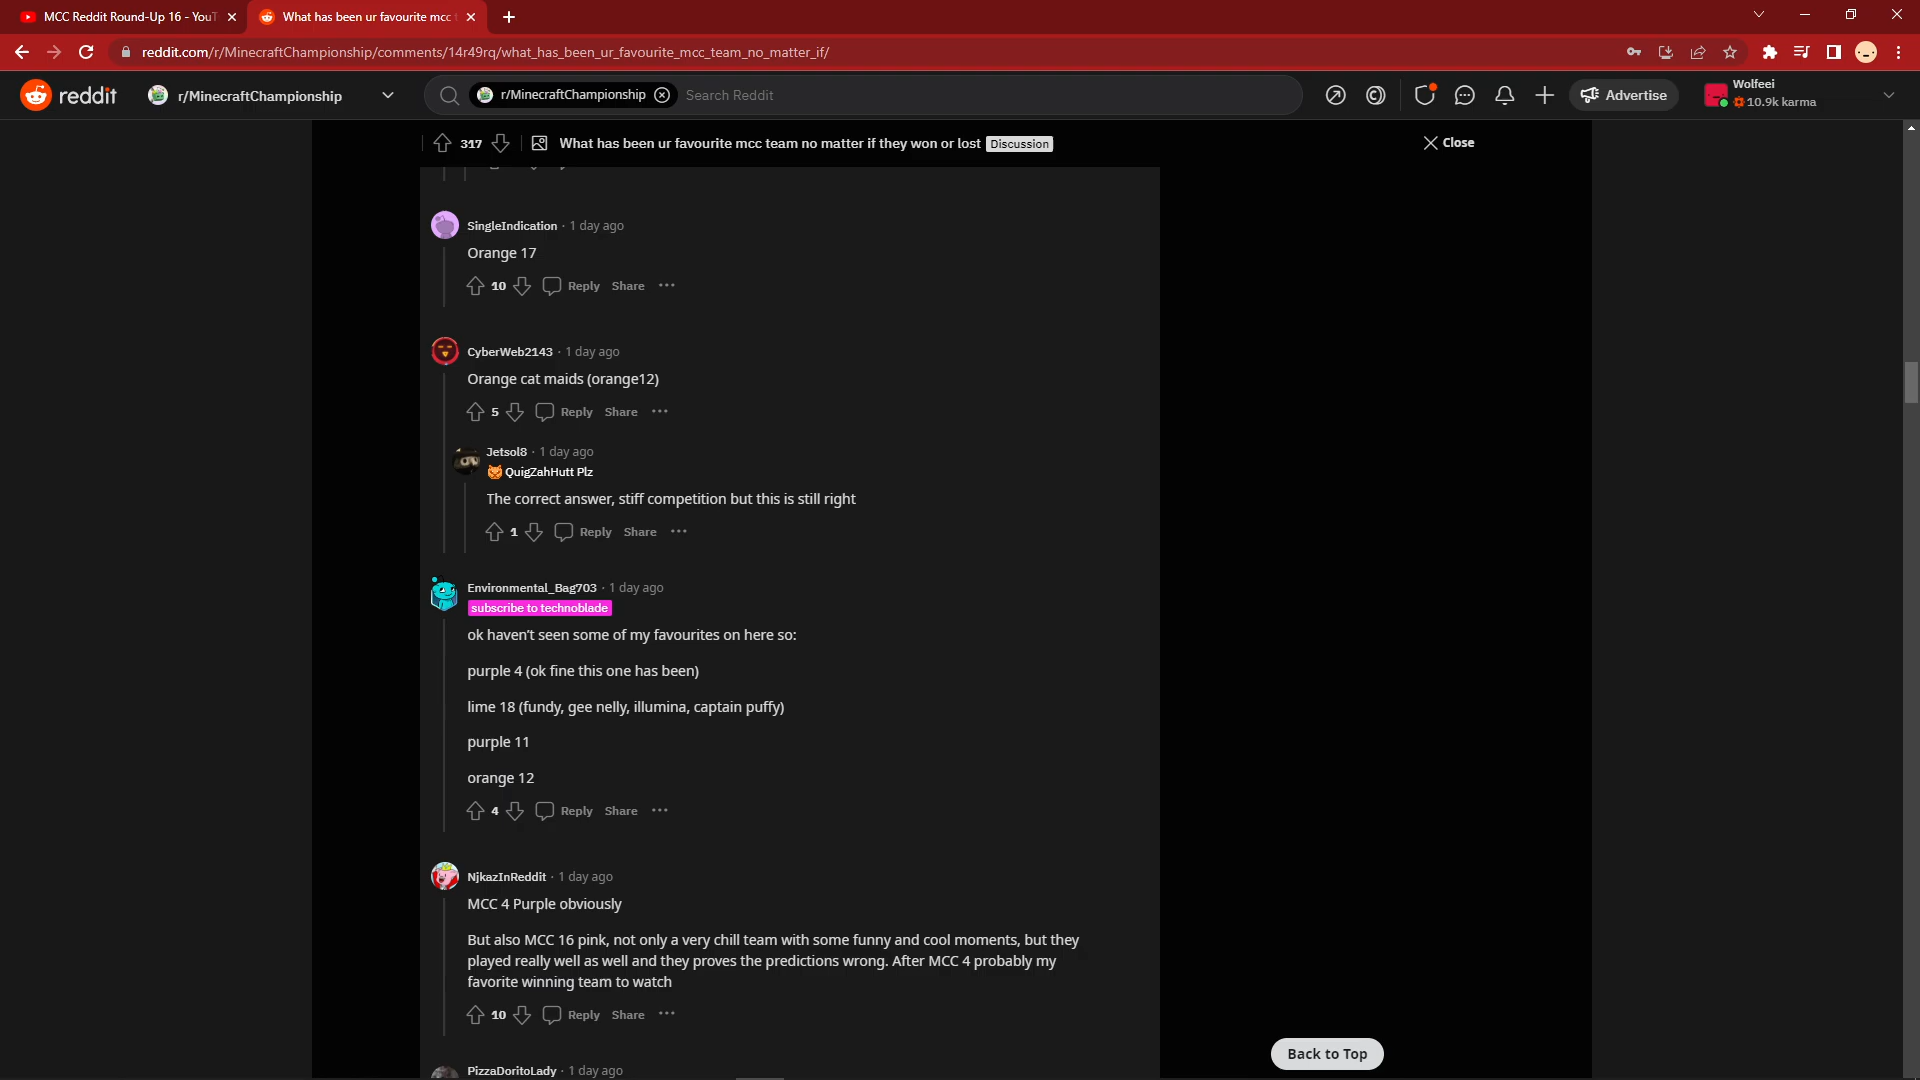 MCC Reddit Round-Up 16 - YouT
What has been ur favourite mcc t
reddit.com/r/MinecraftChampionship/comments/14r49rq/what_has_been_ur_favourite_mcc_team_no_matter_if/
reddit
r/MinecraftChampionship
r/MinecraftChampionship
Search Reddit
Advertise
Wolfeei
10.9k karma
317
What has been ur favourite mcc team no matter if they won or lost
Discussion
Close
SingleIndication · 1 day ago
Orange 17
10 Reply Share ···
CyberWeb2143 · 1 day ago
Orange cat maids (orange12)
5 Reply Share ···
Jetsol8 · 1 day ago
QuigZahHutt Plz
The correct answer, stiff competition but this is still right
1 Reply Share ···
Environmental_Bag703 · 1 day ago
subscribe to technoblade
ok haven't seen some of my favourites on here so:
purple 4 (ok fine this one has been)
lime 18 (fundy, gee nelly, illumina, captain puffy)
purple 11
orange 12
4 Reply Share ···
NjkazInReddit · 1 day ago
MCC 4 Purple obviously
But also MCC 16 pink, not only a very chill team with some funny and cool moments, but they
played really well as well and they proves the predictions wrong. After MCC 4 probably my
favorite winning team to watch
10 Reply Share ···
Back to Top
PizzaDoritoLady · 1 day ago